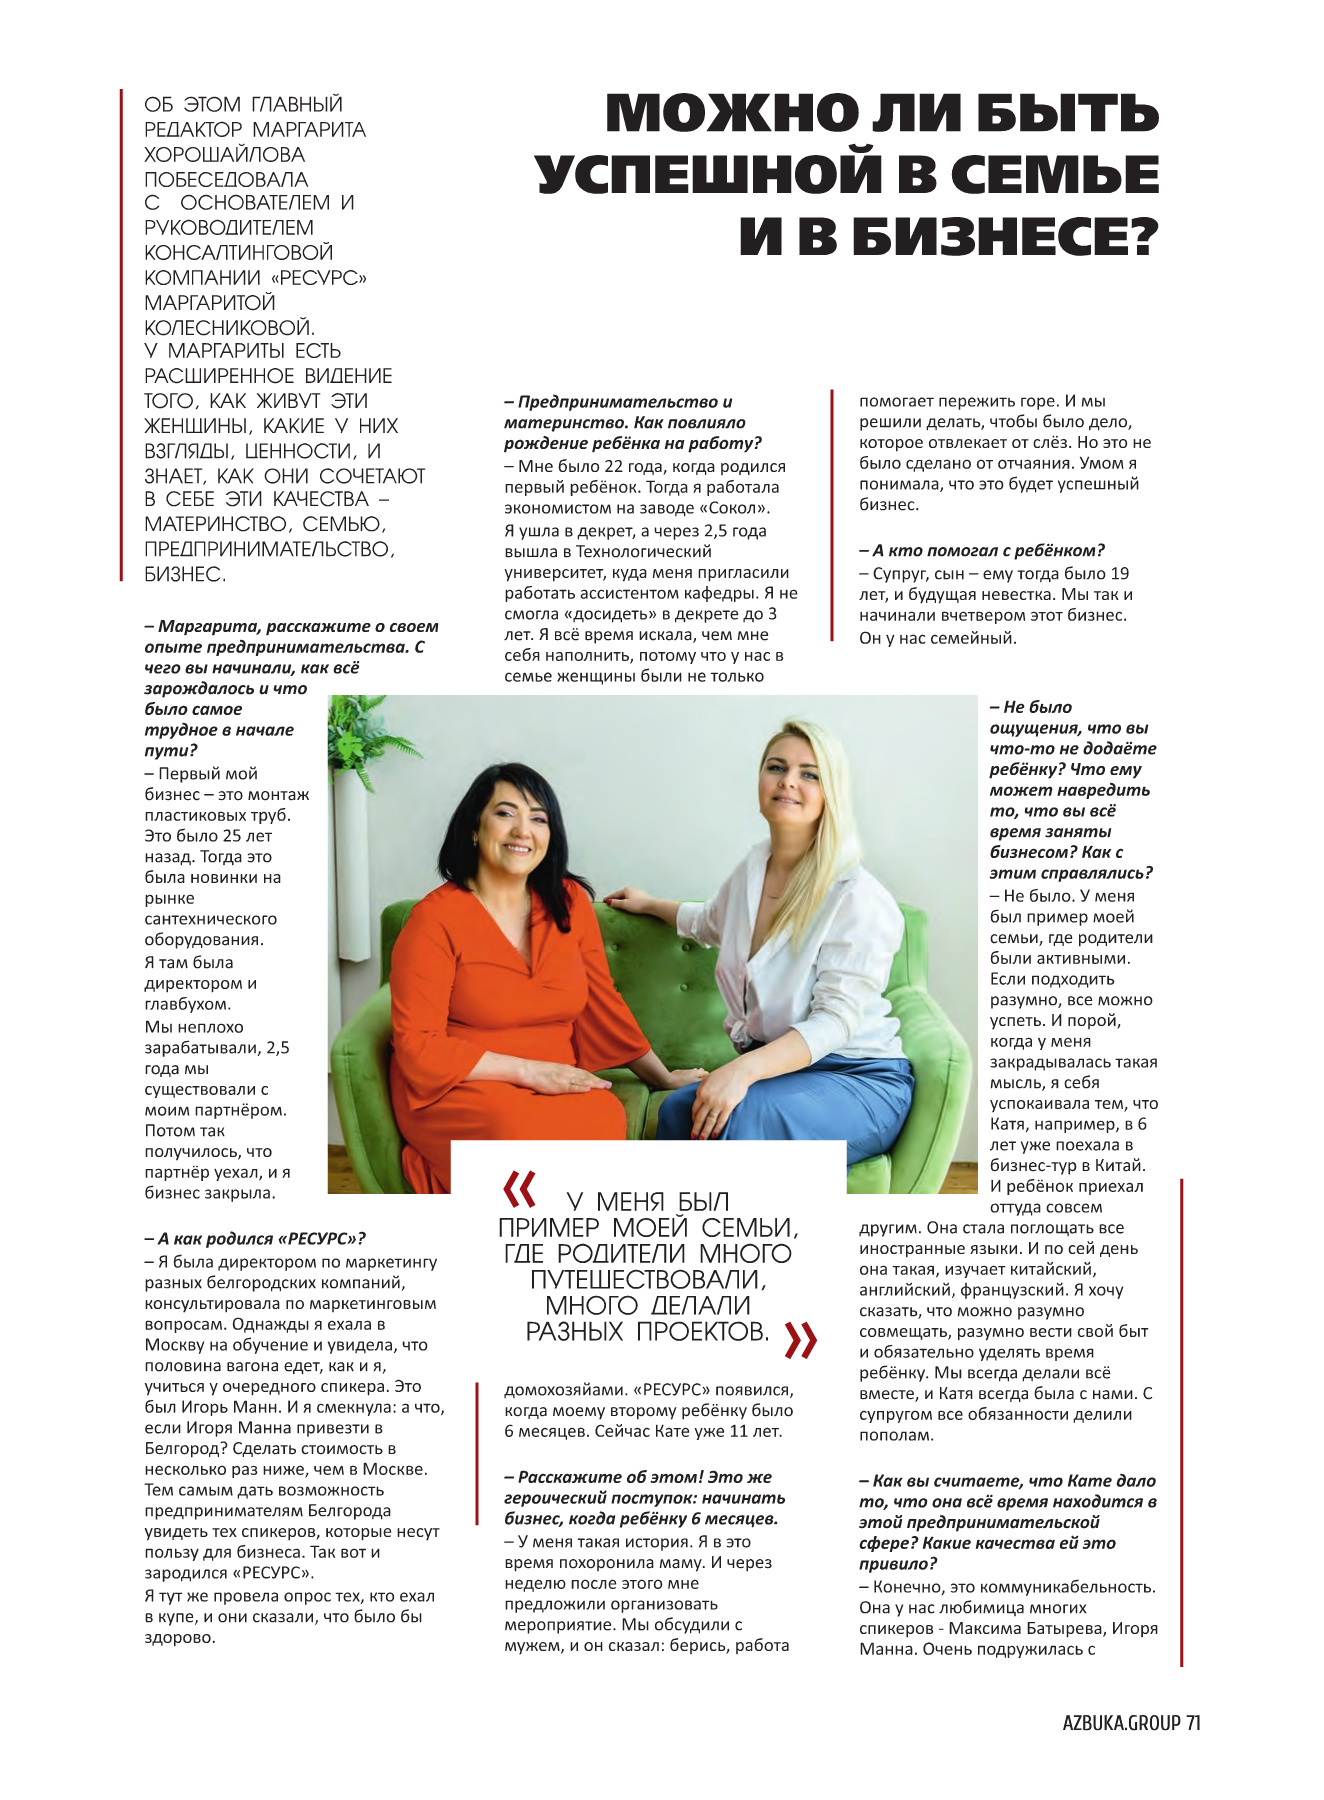 МОЖНО ЛИ БЫТЬ
УСПЕШНОЙ В СЕМЬЕ
И В БИЗНЕСЕ?
ОБ ЭТОМ ГЛАВНЫЙ
РЕДАКТОР МАРГАРИТА
ХОРОШАЙЛОВА
ПОБЕСЕДОВАЛА
С ОСНОВАТЕЛЕМ И
РУКОВОДИТЕЛЕМ
КОНСАЛТИНГОВОЙ
КОМПАНИИ «РЕСУРС»
МАРГАРИТОЙ
КОЛЕСНИКОВОЙ.
У МАРГАРИТЫ ЕСТЬ
РАСШИРЕННОЕ ВИДЕНИЕ
ТОГО, КАК ЖИВУТ ЭТИ
ЖЕНЩИНЫ, КАКИЕ У НИХ
ВЗГЛЯДЫ, ЦЕННОСТИ, И
ЗНАЕТ, КАК ОНИ СОЧЕТАЮТ
В СЕБЕ ЭТИ КАЧЕСТВА –
МАТЕРИНСТВО, СЕМЬЮ,
ПРЕДПРИНИМАТЕЛЬСТВО,
БИЗНЕС.
– Маргарита, расскажите о своем
опыте предпринимательства. С
чего вы начинали, как всё
зарождалось и что
было самое
трудное в начале
пути?
– Первый мой
бизнес – это монтаж
пластиковых труб.
Это было 25 лет
назад. Тогда это
была новинки на
рынке
сантехнического
оборудования.
Я там была
директором и
главбухом.
Мы неплохо
зарабатывали, 2,5
года мы
существовали с
моим партнёром.
Потом так
получилось, что
партнёр уехал, и я
бизнес закрыла.
– А как родился «РЕСУРС»?
– Я была директором по маркетингу
разных белгородских компаний,
консультировала по маркетинговым
вопросам. Однажды я ехала в
Москву на обучение и увидела, что
половина вагона едет, как и я,
учиться у очередного спикера. Это
был Игорь Манн. И я смекнула: а что,
если Игоря Манна привезти в
Белгород? Сделать стоимость в
несколько раз ниже, чем в Москве.
Тем самым дать возможность
предпринимателям Белгорода
увидеть тех спикеров, которые несут
пользу для бизнеса. Так вот и
зародился «РЕСУРС».
Я тут же провела опрос тех, кто ехал
в купе, и они сказали, что было бы
здорово.
– Предпринимательство и
материнство. Как повлияло
рождение ребёнка на работу?
– Мне было 22 года, когда родился
первый ребёнок. Тогда я работала
экономистом на заводе «Сокол».
Я ушла в декрет, а через 2,5 года
вышла в Технологический
университет, куда меня пригласили
работать ассистентом кафедры. Я не
смогла «досидеть» в декрете до 3
лет. Я всё время искала, чем мне
себя наполнить, потому что у нас в
семье женщины были не только
« У МЕНЯ БЫЛ
ПРИМЕР МОЕЙ СЕМЬИ,
ГДЕ РОДИТЕЛИ МНОГО
ПУТЕШЕСТВОВАЛИ,
МНОГО ДЕЛАЛИ
РАЗНЫХ ПРОЕКТОВ. »
домохозяйами. «РЕСУРС» появился,
когда моему второму ребёнку было
6 месяцев. Сейчас Кате уже 11 лет.
– Расскажите об этом! Это же
героический поступок: начинать
бизнес, когда ребёнку 6 месяцев.
– У меня такая история. Я в это
время похоронила маму. И через
неделю после этого мне
предложили организовать
мероприятие. Мы обсудили с
мужем, и он сказал: берись, работа
помогает пережить горе. И мы
решили делать, чтобы было дело,
которое отвлекает от слёз. Но это не
было сделано от отчаяния. Умом я
понимала, что это будет успешный
бизнес.
– А кто помогал с ребёнком?
– Супруг, сын – ему тогда было 19
лет, и будущая невестка. Мы так и
начинали вчетвером этот бизнес.
Он у нас семейный.
– Не было
ощущения, что вы
что-то не додаёте
ребёнку? Что ему
может навредить
то, что вы всё
время заняты
бизнесом? Как с
этим справлялись?
– Не было. У меня
был пример моей
семьи, где родители
были активными.
Если подходить
разумно, все можно
успеть. И порой,
когда у меня
закрадывалась такая
мысль, я себя
успокаивала тем, что
Катя, например, в 6
лет уже поехала в
бизнес-тур в Китай.
И ребёнок приехал
оттуда совсем
другим. Она стала поглощать все
иностранные языки. И по сей день
она такая, изучает китайский,
английский, французский. Я хочу
сказать, что можно разумно
совмещать, разумно вести свой быт
и обязательно уделять время
ребёнку. Мы всегда делали всё
вместе, и Катя всегда была с нами. С
супругом все обязанности делили
пополам.
– Как вы считаете, что Кате дало
то, что она всё время находится в
этой предпринимательской
сфере? Какие качества ей это
привило?
– Конечно, это коммуникабельность.
Она у нас любимица многих
спикеров - Максима Батырева, Игоря
Манна. Очень подружилась с
AZBUKA.GROUP 71